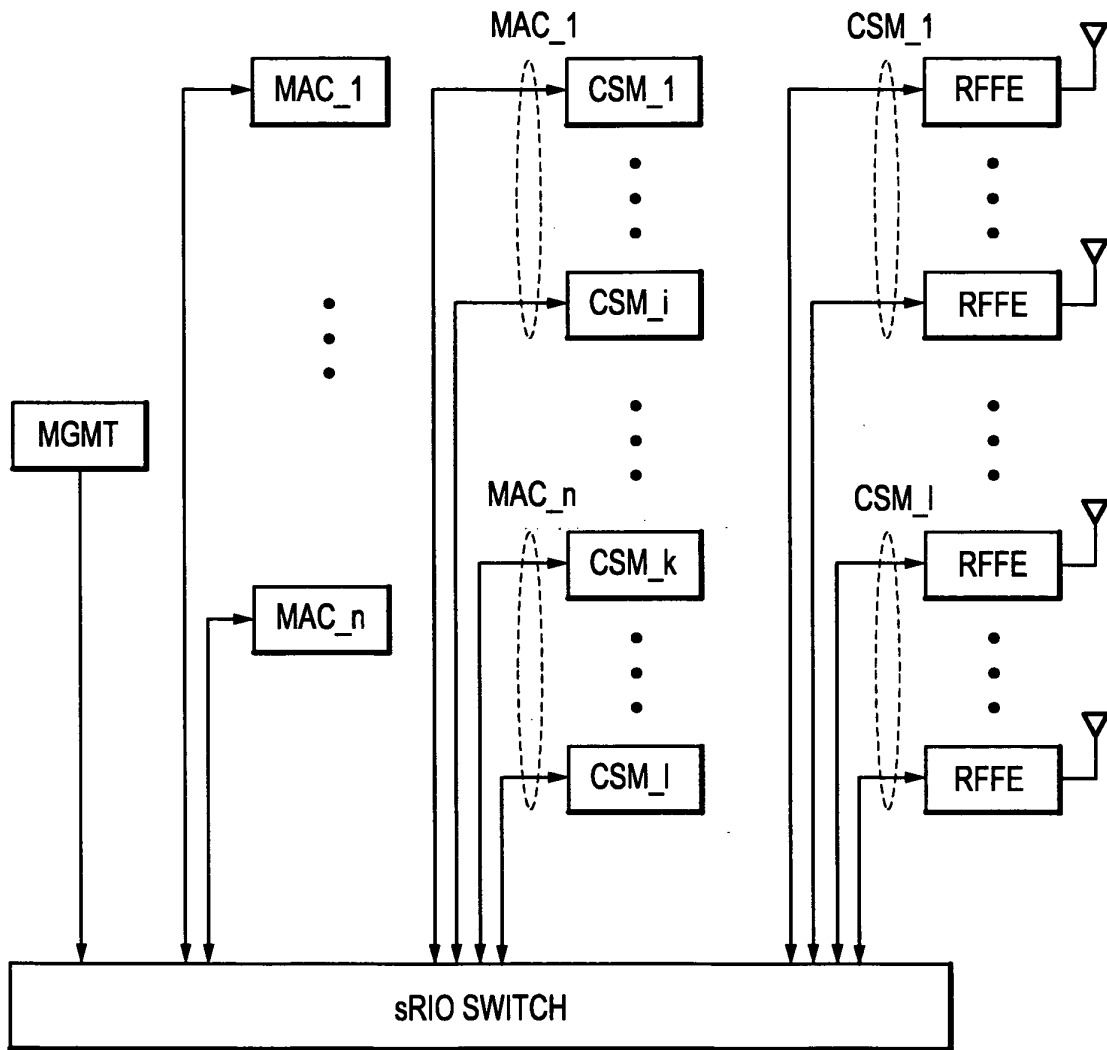 MAC_1
CSM_1
MAC_1
CSM_1
RFFE
CSM_i
RFFE
MGMT
MAC_n
CSM_l
CSM_k
RFFE
MAC_n
CSM_l
RFFE
sRIO SWITCH